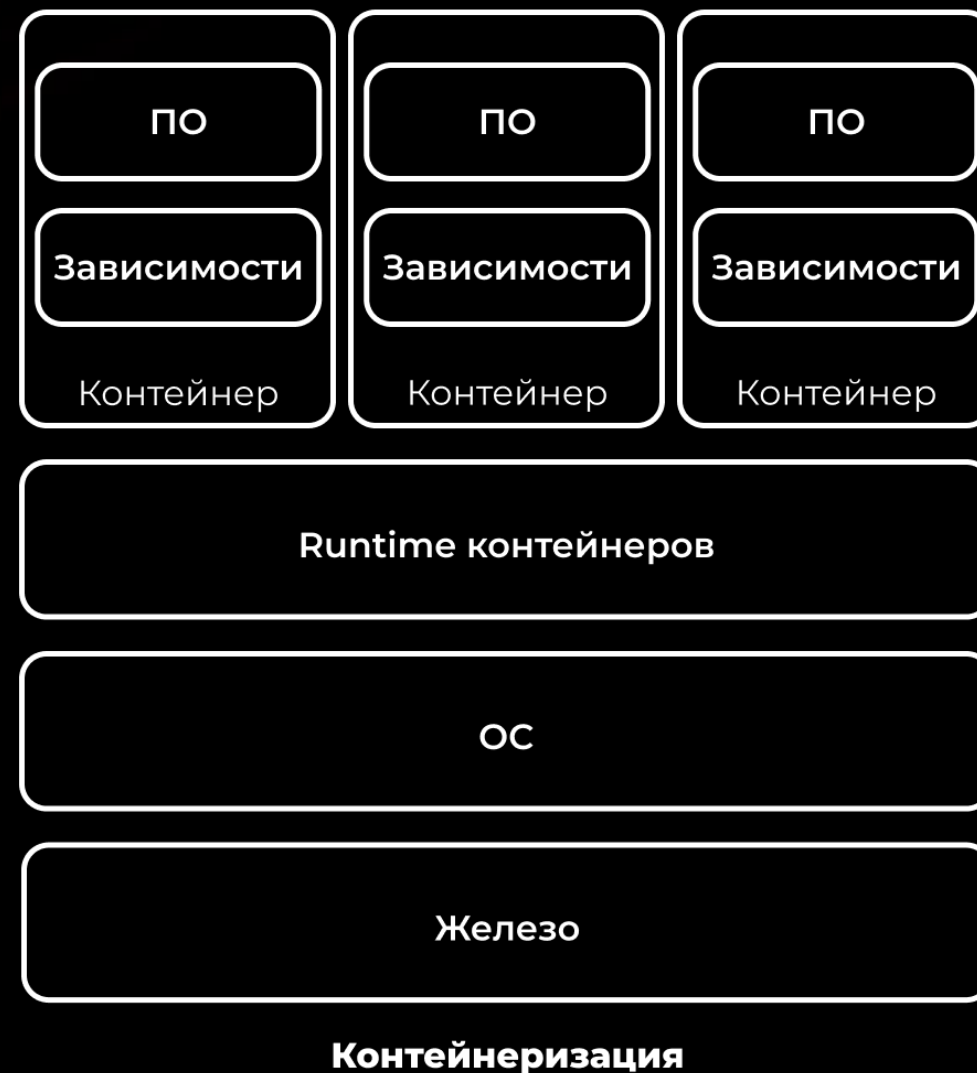 ПО ПО ПО
Зависимости Зависимости Зависимости
Контейнер Контейнер Контейнер
Runtime контейнеров
ОС
Железо
Контейнеризация